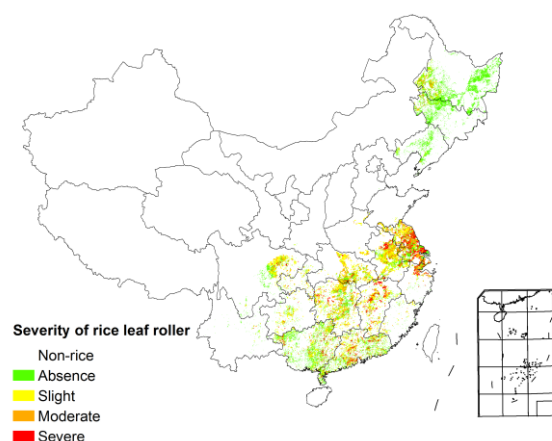 Severity of rice leaf roller
Non-rice
Absence
Slight
Moderate
Severe